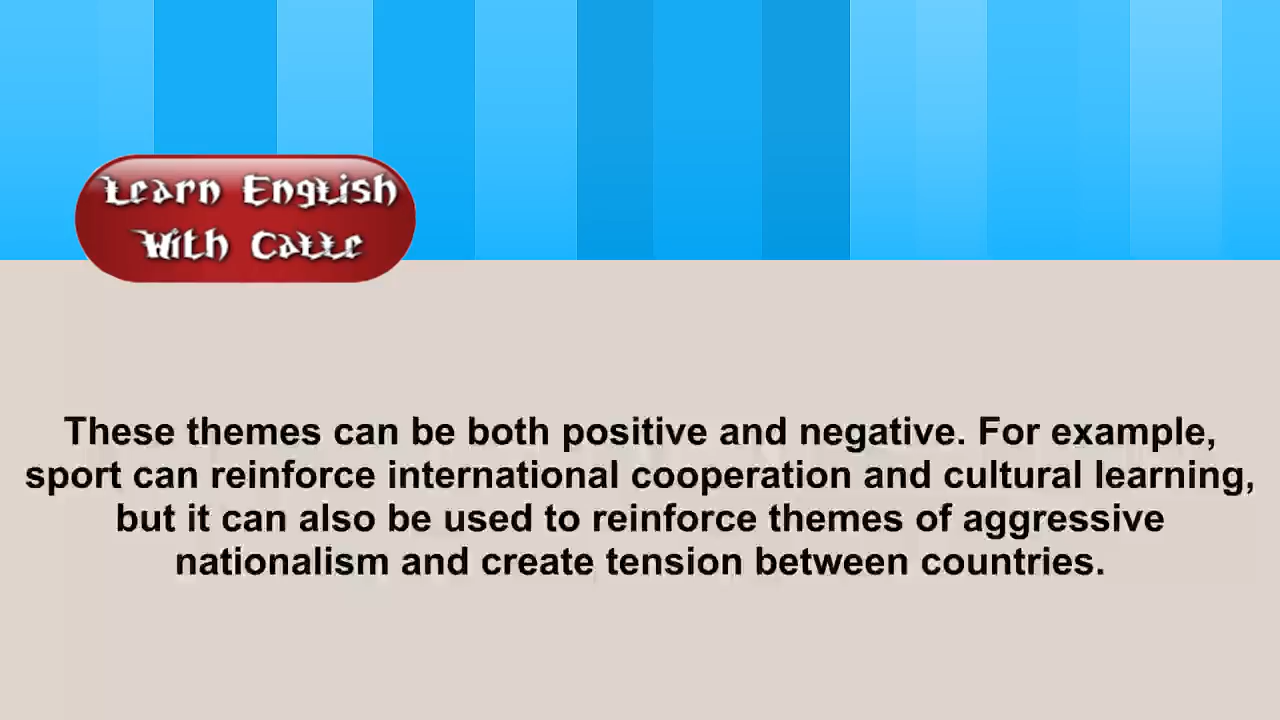 Learn English
With Catte
These themes can be both positive and negative. For example,
sport can reinforce international cooperation and cultural learning,
but it can also be used to reinforce themes of aggressive
nationalism and create tension between countries.